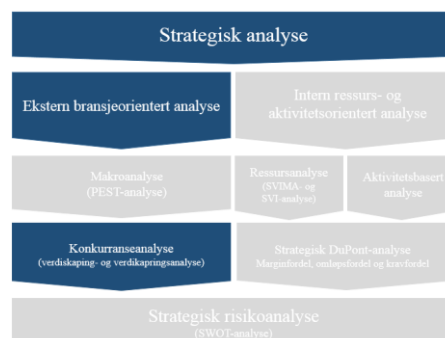 Strategisk analyse
Ekstern bransjeorientert analyse
Intern ressurs- og
aktivitetsorientert analyse
Makroanalyse
(PEST-analyse)
Ressursanalyse
(SVIMA- og
SVI-analyse)
Aktivitetsbasert
analyse
Konkurranseanalyse
(verdiskaping- og verdikapringsanalyse)
Strategisk DuPont-analyse
Marginfordel, omløpsfordel og kravfordel
Strategisk risikoanalyse
(SWOT-analyse)